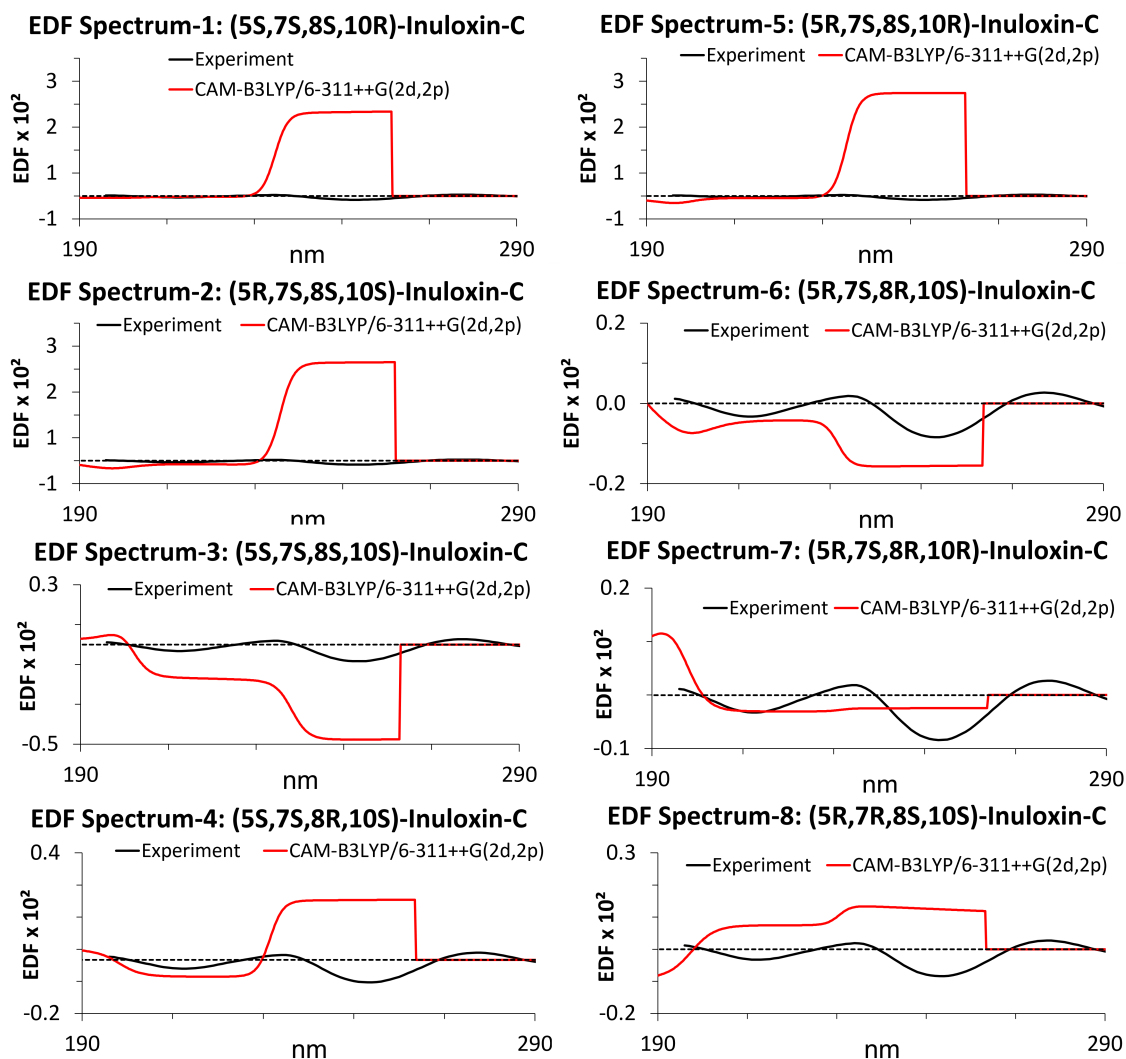 EDF Spectrum-1: (5S,7S,8S,10R)-Inuloxin-C
Experiment
CAM-B3LYP/6-311++G(2d,2p)
EDF x 10²
3
2
1
-1
190
nm
290
EDF Spectrum-5: (5R,7S,8S,10R)-Inuloxin-C
Experiment CAM-B3LYP/6-311++G(2d,2p)
EDF x 10²
3
2
1
-1
190
nm
290
EDF Spectrum-2: (5R,7S,8S,10S)-Inuloxin-C
Experiment CAM-B3LYP/6-311++G(2d,2p)
EDF x 10²
3
2
1
-1
190
nm
290
EDF Spectrum-6: (5R,7S,8R,10S)-Inuloxin-C
Experiment CAM-B3LYP/6-311++G(2d,2p)
EDF x 10²
0.2
0.0
-0.2
190
nm
290
EDF Spectrum-3: (5S,7S,8S,10S)-Inuloxin-C
Experiment CAM-B3LYP/6-311++G(2d,2p)
EDF x 10²
0.3
-0.5
190
nm
290
EDF Spectrum-7: (5R,7S,8R,10R)-Inuloxin-C
Experiment CAM-B3LYP/6-311++G(2d,2p)
EDF x 10²
0.2
-0.1
190
nm
290
EDF Spectrum-4: (5S,7S,8R,10S)-Inuloxin-C
Experiment CAM-B3LYP/6-311++G(2d,2p)
EDF x 10²
0.4
-0.2
190
nm
290
EDF Spectrum-8: (5R,7R,8S,10S)-Inuloxin-C
Experiment CAM-B3LYP/6-311++G(2d,2p)
EDF x 10²
0.3
-0.2
190
nm
290